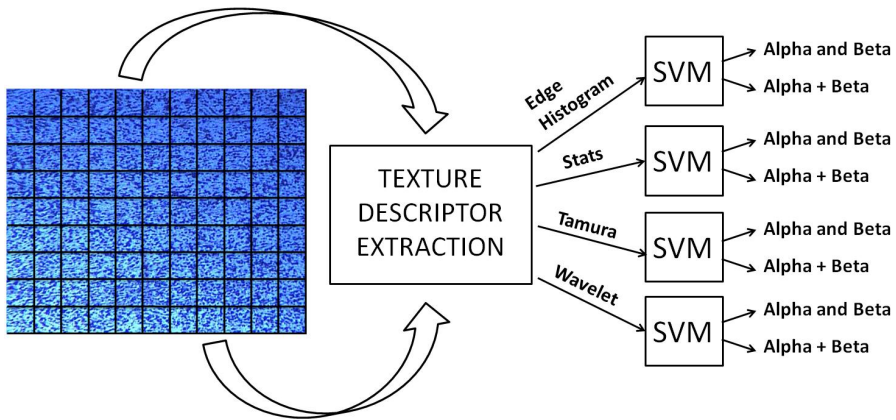 TEXTURE
DESCRIPTOR
EXTRACTION
Edge
Histogram
SVM
Alpha and Beta
Alpha + Beta
Stats
SVM
Alpha and Beta
Alpha + Beta
Tamura
SVM
Alpha and Beta
Alpha + Beta
Wavelet
SVM
Alpha and Beta
Alpha + Beta